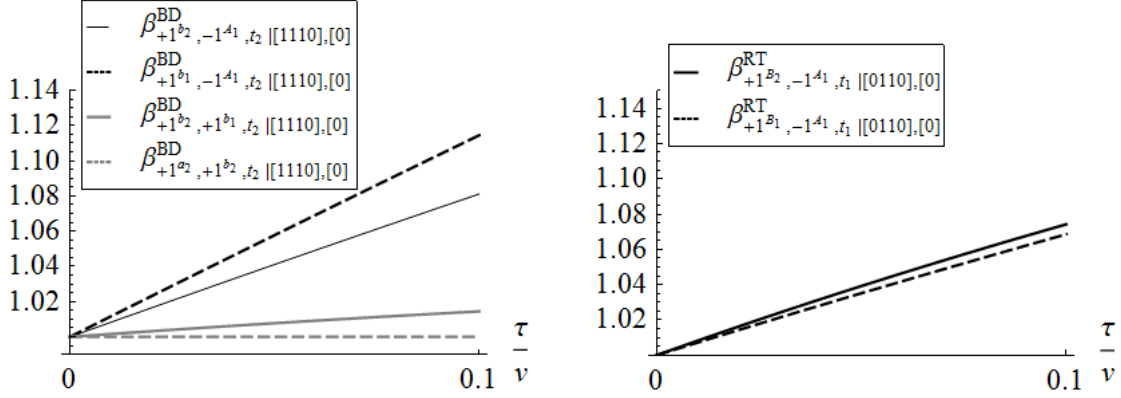 β^BD_{+1^{b_2},-1^{A_1},t_2|[1110],[0]}
β^BD_{+1^{b_1},-1^{A_1},t_2|[1110],[0]}
β^BD_{+1^{b_2},+1^{b_1},t_2|[1110],[0]}
β^BD_{+1^{a_2},+1^{b_2},t_2|[1110],[0]}
1.14
1.12
1.10
1.08
1.06
1.04
1.02
0
0.1
τ
ν
β^RT_{+1^{B_2},-1^{A_1},t_1|[0110],[0]}
β^RT_{+1^{B_1},-1^{A_1},t_1|[0110],[0]}
1.14
1.12
1.10
1.08
1.06
1.04
1.02
0
0.1
τ
ν